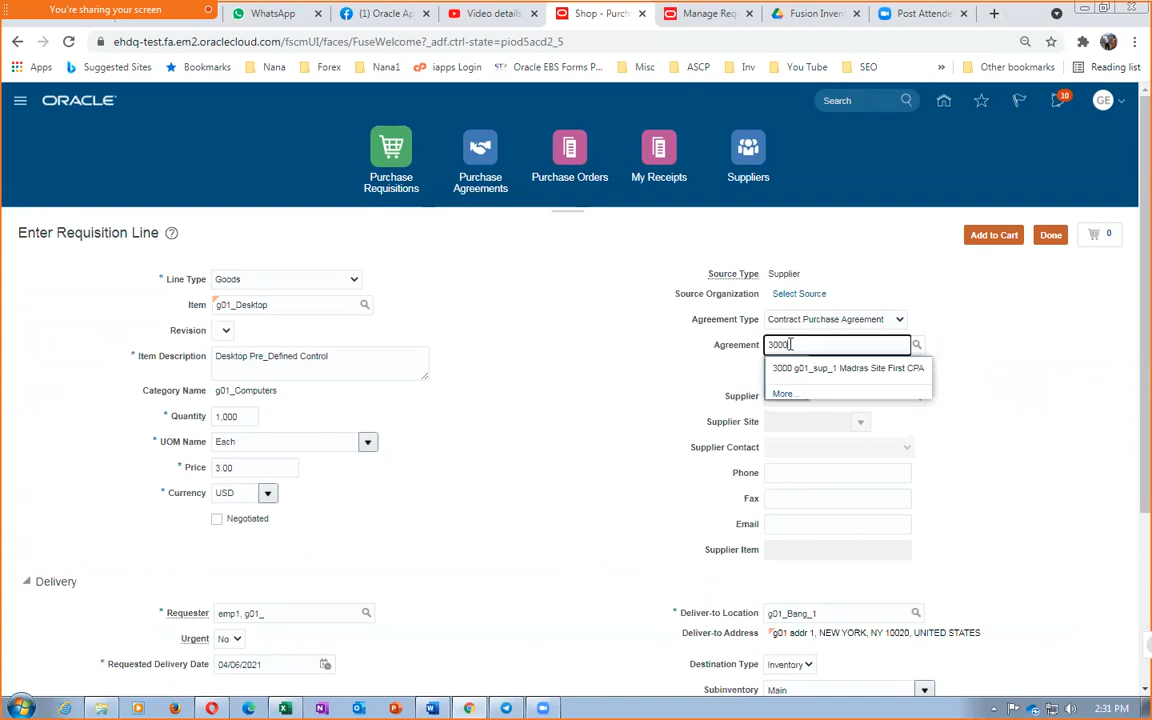 You're sharing your screen
WhatsApp
(3) Oracle Ap
Video details
Shop - Purch
Manage Req
Fusion Inven
Post Attende
ehdq-test.fa.em2.oraclecloud.com/fscmUI/faces/FuseWelcome?_adf.ctrl-state=piod5acd2_5
Apps
Suggested Sites
Bookmarks
Nana
Forex
Nana1
iapps Login
Oracle EBS Forms P...
Misc
ASCP
Inv
You Tube
SEO
»
Other bookmarks
Reading list
ORACLE
Search
10
GE
Purchase Requisitions
Purchase Agreements
Purchase Orders
My Receipts
Suppliers
Enter Requisition Line
Add to Cart
Done
0
* Line Type Goods
Item g01_Desktop
Revision
* Item Description Desktop Pre_Defined Control
Category Name g01_Computers
* Quantity 1,000
* UOM Name Each
* Price 3.00
* Currency USD
Negotiated
Source Type Supplier
Source Organization Select Source
Agreement Type Contract Purchase Agreement
Agreement 3000
3000 g01_sup_1 Madras Site First CPA
More...
Supplier
Supplier Site
Supplier Contact
Phone
Fax
Email
Supplier Item
Delivery
* Requester emp1, g01_
Urgent No
* Requested Delivery Date 04/06/2021
* Deliver-to Location g01_Bang_1
Deliver-to Address g01 addr 1, NEW YORK, NY 10020, UNITED STATES
Destination Type Inventory
Subinventory Main
2:31 PM